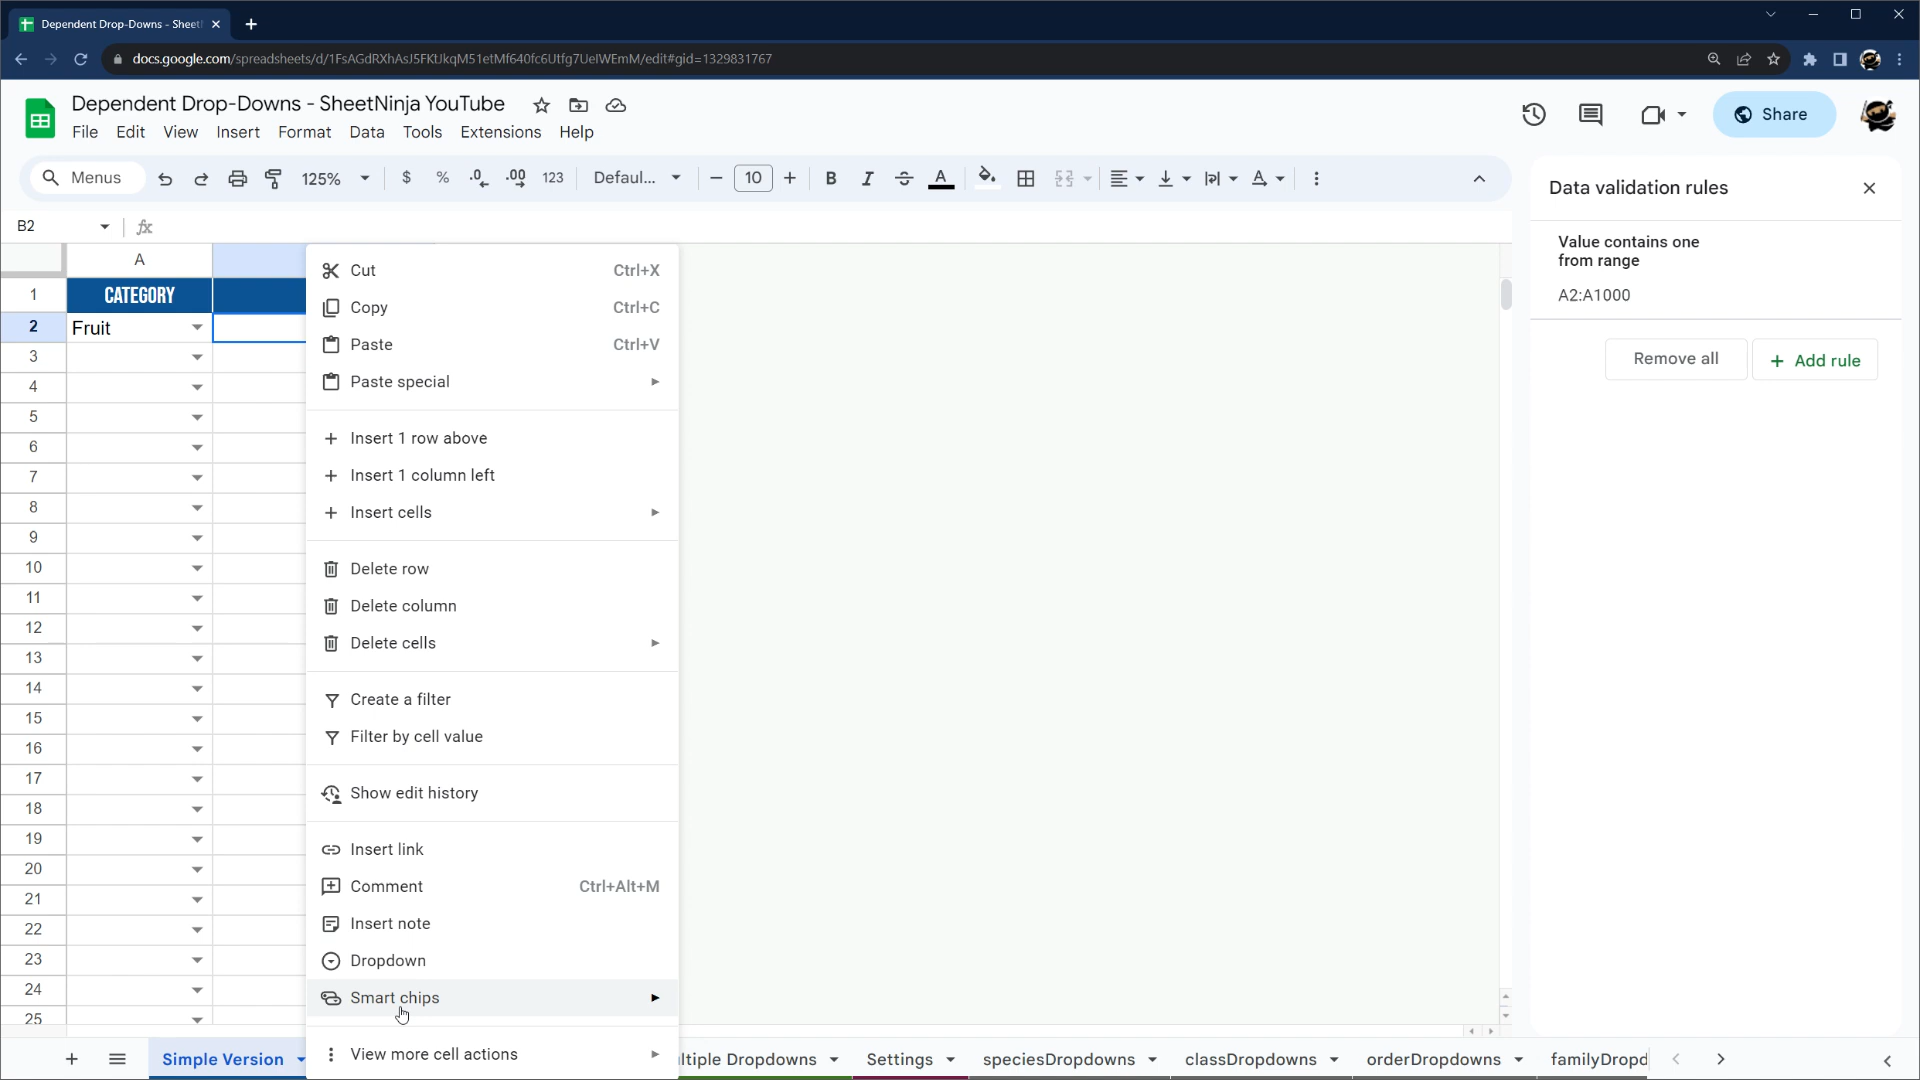 Dependent Drop-Downs - Sheet
docs.google.com/spreadsheets/d/1FsAGdRXhAsJ5FKUkqM51etMf640fc6Utfg7UeIWEmM/edit#gid=1329831767
Dependent Drop-Downs - SheetNinja YouTube
File Edit View Insert Format Data Tools Extensions Help
Share
Menus 125% $ % .0 .00 123 Defaul... 10 B I A
Data validation rules
B2 fx
Value contains one
from range
A2:A1000
Remove all Add rule
A
1 CATEGORY
2 Fruit
3
4
5
6
7
8
9
10
11
12
13
14
15
16
17
18
19
20
21
22
23
24
25
Cut Ctrl+X
Copy Ctrl+C
Paste Ctrl+V
Paste special
Insert 1 row above
Insert 1 column left
Insert cells
Delete row
Delete column
Delete cells
Create a filter
Filter by cell value
Show edit history
Insert link
Comment Ctrl+Alt+M
Insert note
Dropdown
Smart chips
View more cell actions
Simple Version ltiple Dropdowns Settings speciesDropdowns classDropdowns orderDropdowns familyDropd